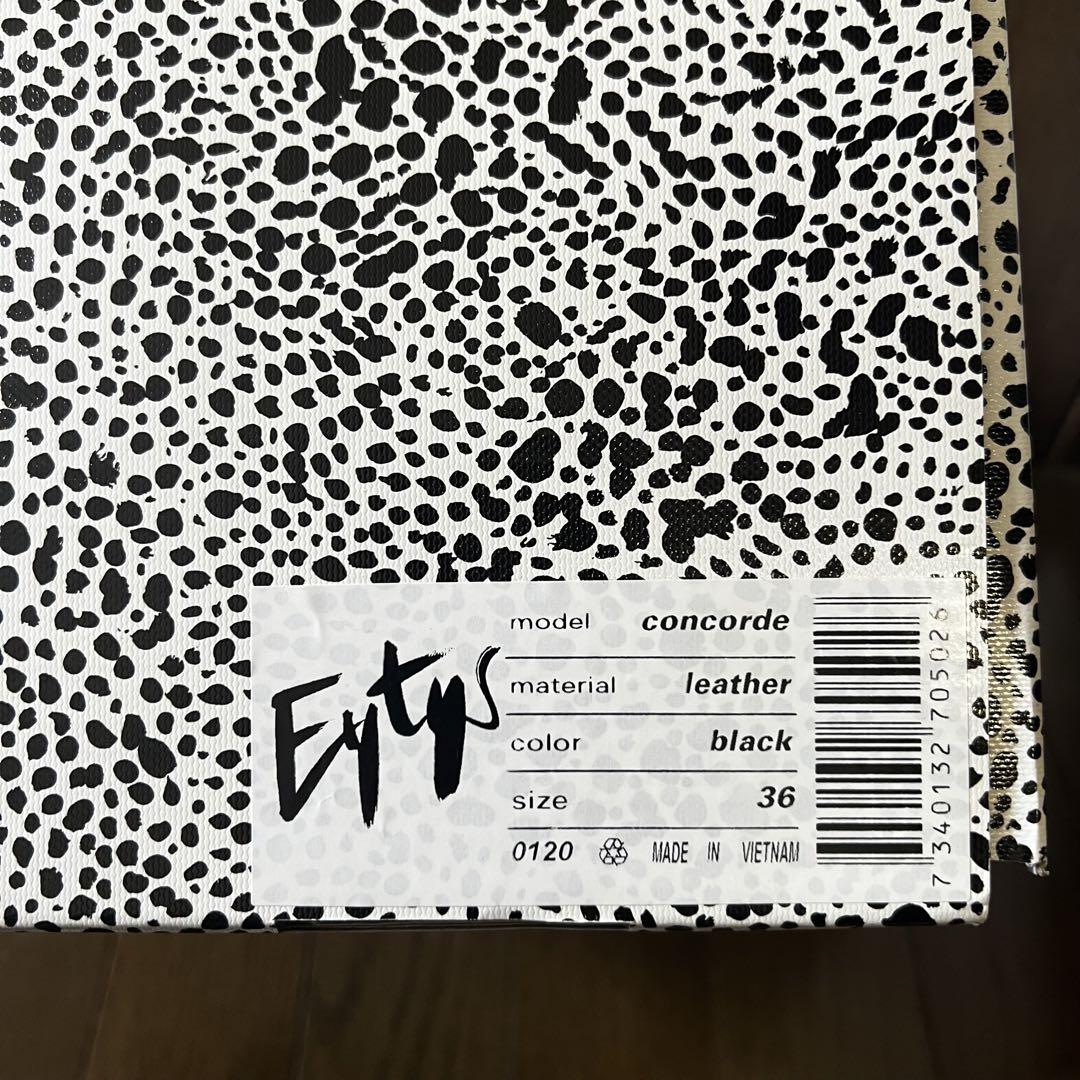 Eytys
model concorde
material leather
color black
size 36
0120 MADE IN VIETNAM
7 340132 705026